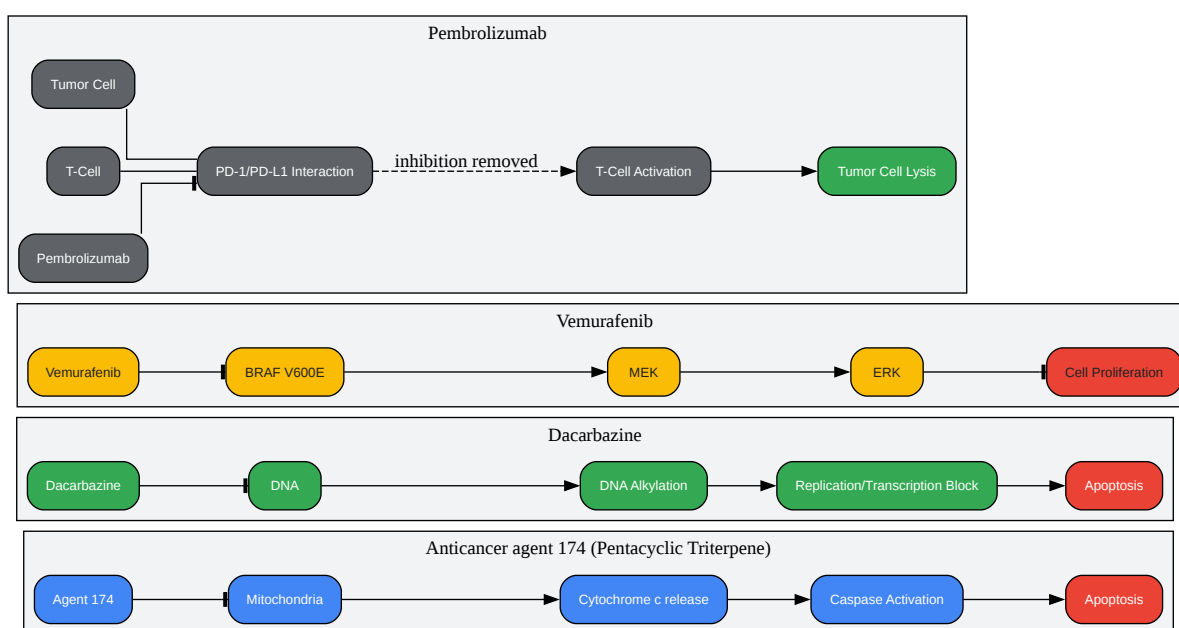 Pembrolizumab
Tumor Cell
T-Cell
PD-1/PD-L1 Interaction
inhibition removed
T-Cell Activation
Tumor Cell Lysis
Pembrolizumab
Vemurafenib
Vemurafenib
BRAF V600E
MEK
ERK
Cell Proliferation
Dacarbazine
Dacarbazine
DNA
DNA Alkylation
Replication/Transcription Block
Apoptosis
Anticancer agent 174 (Pentacyclic Triterpene)
Agent 174
Mitochondria
Cytochrome c release
Caspase Activation
Apoptosis